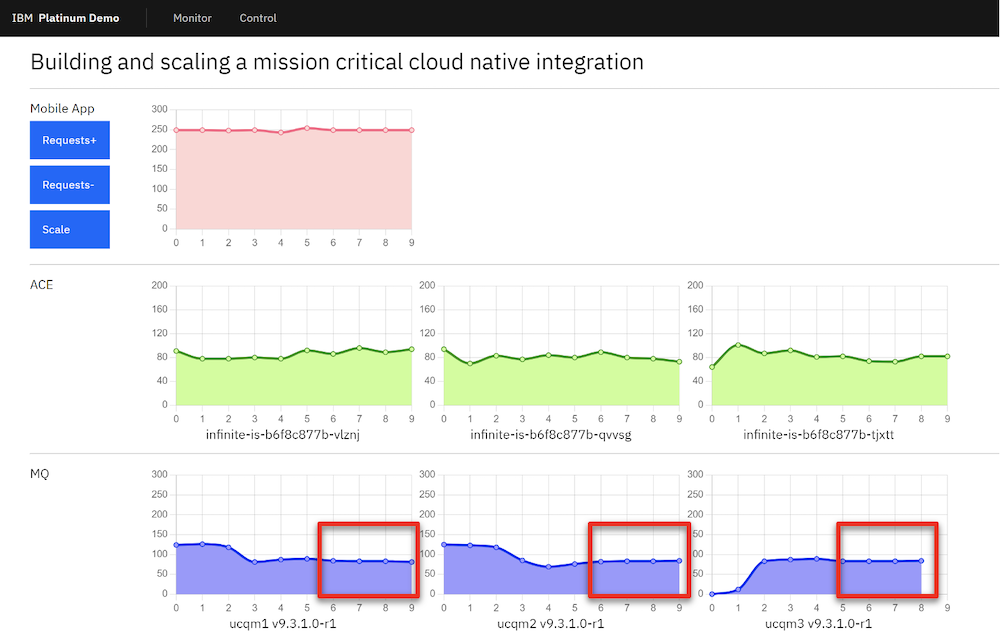 IBM Platinum Demo Monitor Control
Building and scaling a mission critical cloud native integration
Mobile App
Requests+
Requests-
Scale
300
250
200
150
100
50
0
0 1 2 3 4 5 6 7 8 9
ACE
200
160
120
80
40
0
0 1 2 3 4 5 6 7 8 9
infinite-is-b6f8c877b-vlznj
200
160
120
80
40
0
0 1 2 3 4 5 6 7 8 9
infinite-is-b6f8c877b-qvvsg
200
160
120
80
40
0
0 1 2 3 4 5 6 7 8 9
infinite-is-b6f8c877b-tjxtt
MQ
300
250
200
150
100
50
0
0 1 2 3 4 5 6 7 8 9
ucqm1 v9.3.1.0-r1
300
250
200
150
100
50
0
0 1 2 3 4 5 6 7 8 9
ucqm2 v9.3.1.0-r1
300
250
200
150
100
50
0
0 1 2 3 4 5 6 7 8 9
ucqm3 v9.3.1.0-r1